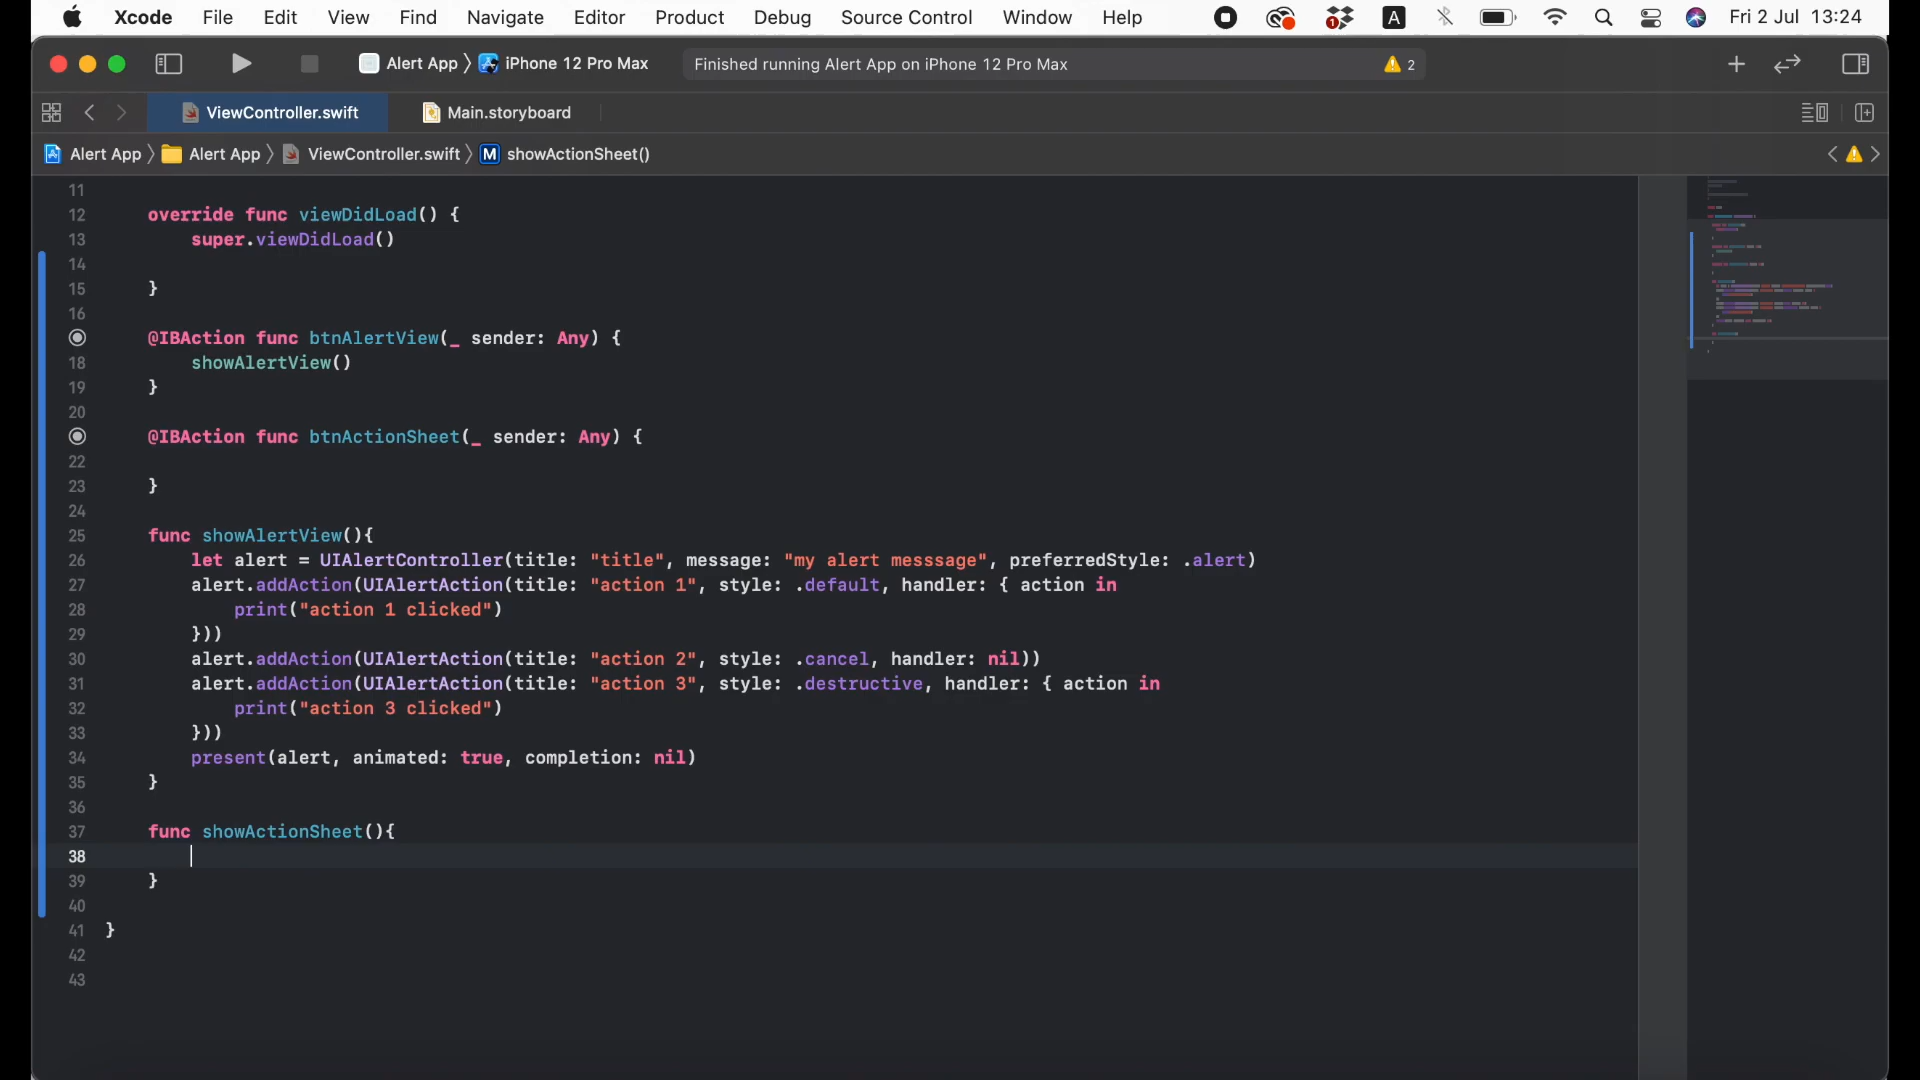 Xcode File Edit View Find Navigate Editor Product Debug Source Control Window Help 1 A Fri 2 Jul 13:24
Alert App 〉 iPhone 12 Pro Max Finished running Alert App on iPhone 12 Pro Max 2
ViewController.swift Main.storyboard
Alert App 〉 Alert App 〉 ViewController.swift 〉 M showActionSheet()
11
12 override func viewDidLoad() {
13 super.viewDidLoad()
14
15 }
16
@IBAction func btnAlertView(_ sender: Any) {
18 showAlertView()
19 }
20
@IBAction func btnActionSheet(_ sender: Any) {
22
23 }
24
25 func showAlertView(){
26 let alert = UIAlertController(title: "title", message: "my alert messsage", preferredStyle: .alert)
27 alert.addAction(UIAlertAction(title: "action 1", style: .default, handler: { action in
28 print("action 1 clicked")
29 }))
30 alert.addAction(UIAlertAction(title: "action 2", style: .cancel, handler: nil))
31 alert.addAction(UIAlertAction(title: "action 3", style: .destructive, handler: { action in
32 print("action 3 clicked")
33 }))
34 present(alert, animated: true, completion: nil)
35 }
36
37 func showActionSheet(){
38
39 }
40
41 }
42
43